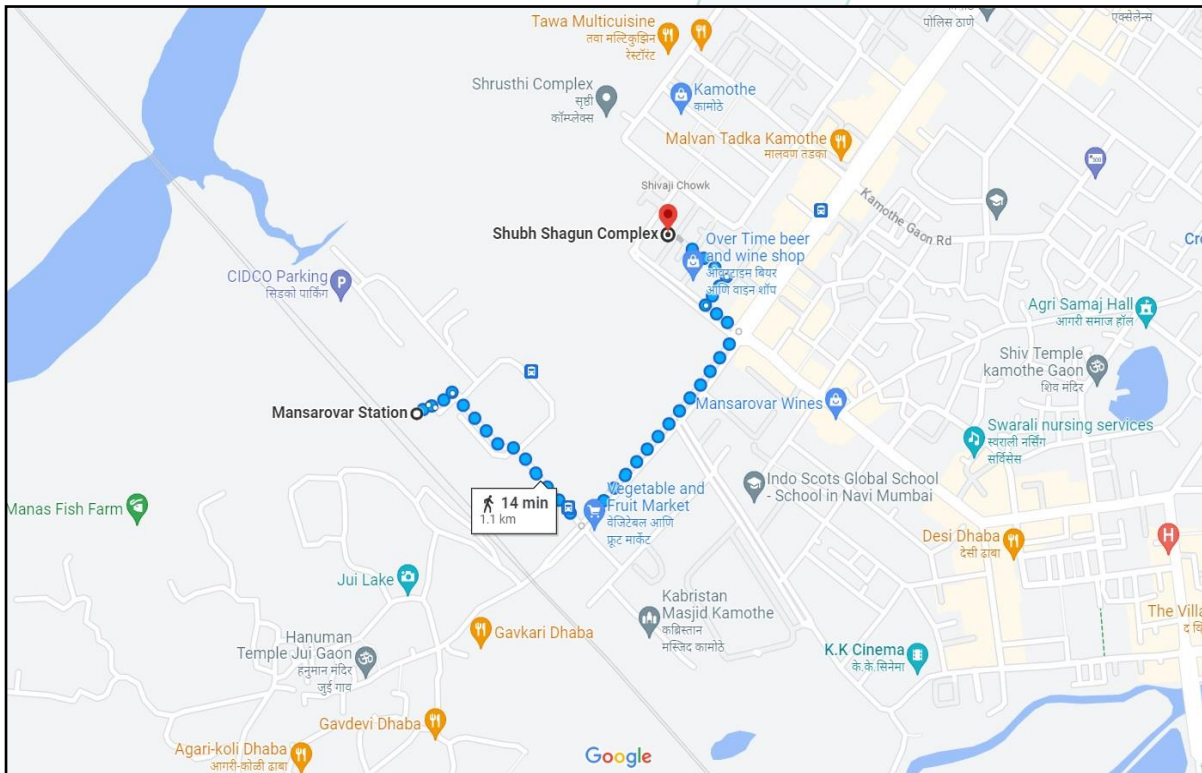 Tawa Multicuisine
तवा मल्टिकुझिन
रेस्टॉरंट
पोलिस ठाणे
एक्सेलेन्स
Shrusthi Complex
सृष्ठी
कॉम्प्लेक्स
Kamothe
कामोठे
Malvan Tadka Kamothe
मालवण तडका
Shivaji Chowk
Kamothe Gaon Rd
Shubh Shagun Complex
Over Time beer
and wine shop
ओव्हरटाइम बियर
आणि वाइन शॉप
CIDCO Parking
सिडको पार्किंग
P
Agri Samaj Hall
आगरी समाज हॉल
Shiv Temple
kamothe Gaon
शिव मंदिर
Mansarovar Station
Mansarovar Wines
Swarali nursing services
स्वराली नर्सिंग
सर्विसेस
Indo Scots Global School
- School in Navi Mumbai
14 min
1.1 km
Vegetable and
Fruit Market
वेजिटेबल आणि
फ्रूट मार्केट
Manas Fish Farm
Desi Dhaba
देसी ढाबा
H
Jui Lake
Kabristan
Masjid Kamothe
कब्रिस्तान
मस्जिद कामोठे
The Villa
Gavkari Dhaba
Hanuman
Temple Jui Gaon
हनुमान मंदिर
जुई गाव
K.K Cinema
के.के.सिनेमा
Gavdevi Dhaba
Agari-koli Dhaba
आगरी-कोळी ढाबा
Google